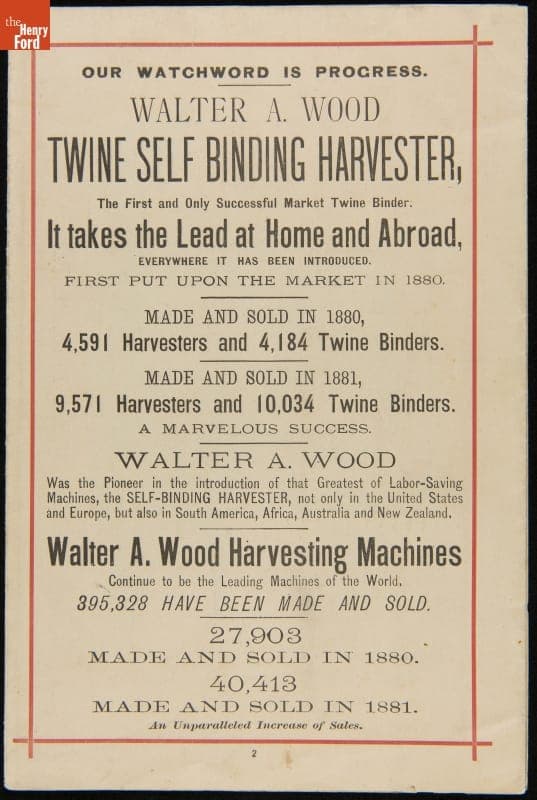 the
Henry
Ford
OUR WATCHWORD IS PROGRESS.
WALTER A. WOOD
TWINE SELF BINDING HARVESTER,
The First and Only Successful Market Twine Binder.
It takes the Lead at Home and Abroad,
EVERYWHERE IT HAS BEEN INTRODUCED.
FIRST PUT UPON THE MARKET IN 1880.
MADE AND SOLD IN 1880,
4,591 Harvesters and 4,184 Twine Binders.
MADE AND SOLD IN 1881,
9,571 Harvesters and 10,034 Twine Binders.
A MARVELOUS SUCCESS.
WALTER A. WOOD
Was the Pioneer in the introduction of that Greatest of Labor-Saving
Machines, the SELF-BINDING HARVESTER, not only in the United States
and Europe, but also in South America, Africa, Australia and New Zealand.
Walter A. Wood Harvesting Machines
Continue to be the Leading Machines of the World.
395,328 HAVE BEEN MADE AND SOLD.
27,903
MADE AND SOLD IN 1880.
40,413
MADE AND SOLD IN 1881.
An Unparalleled Increase of Sales.
2